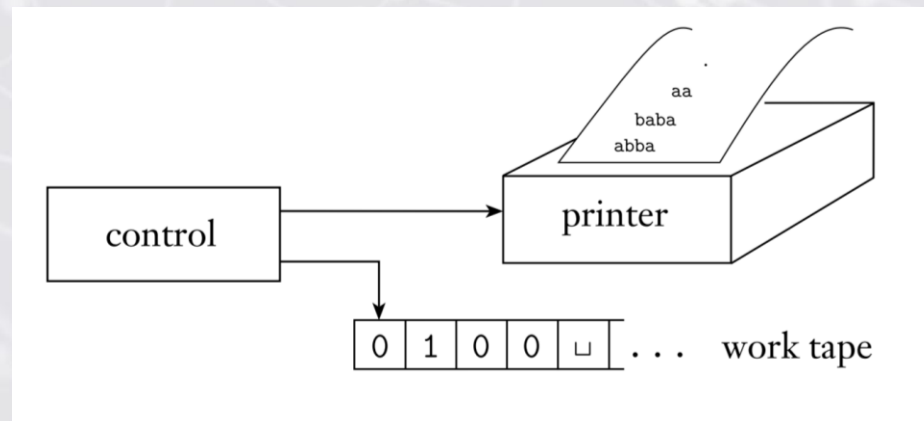 aa
baba
abba
control
printer
0 1 0 0 ␣ . . . work tape